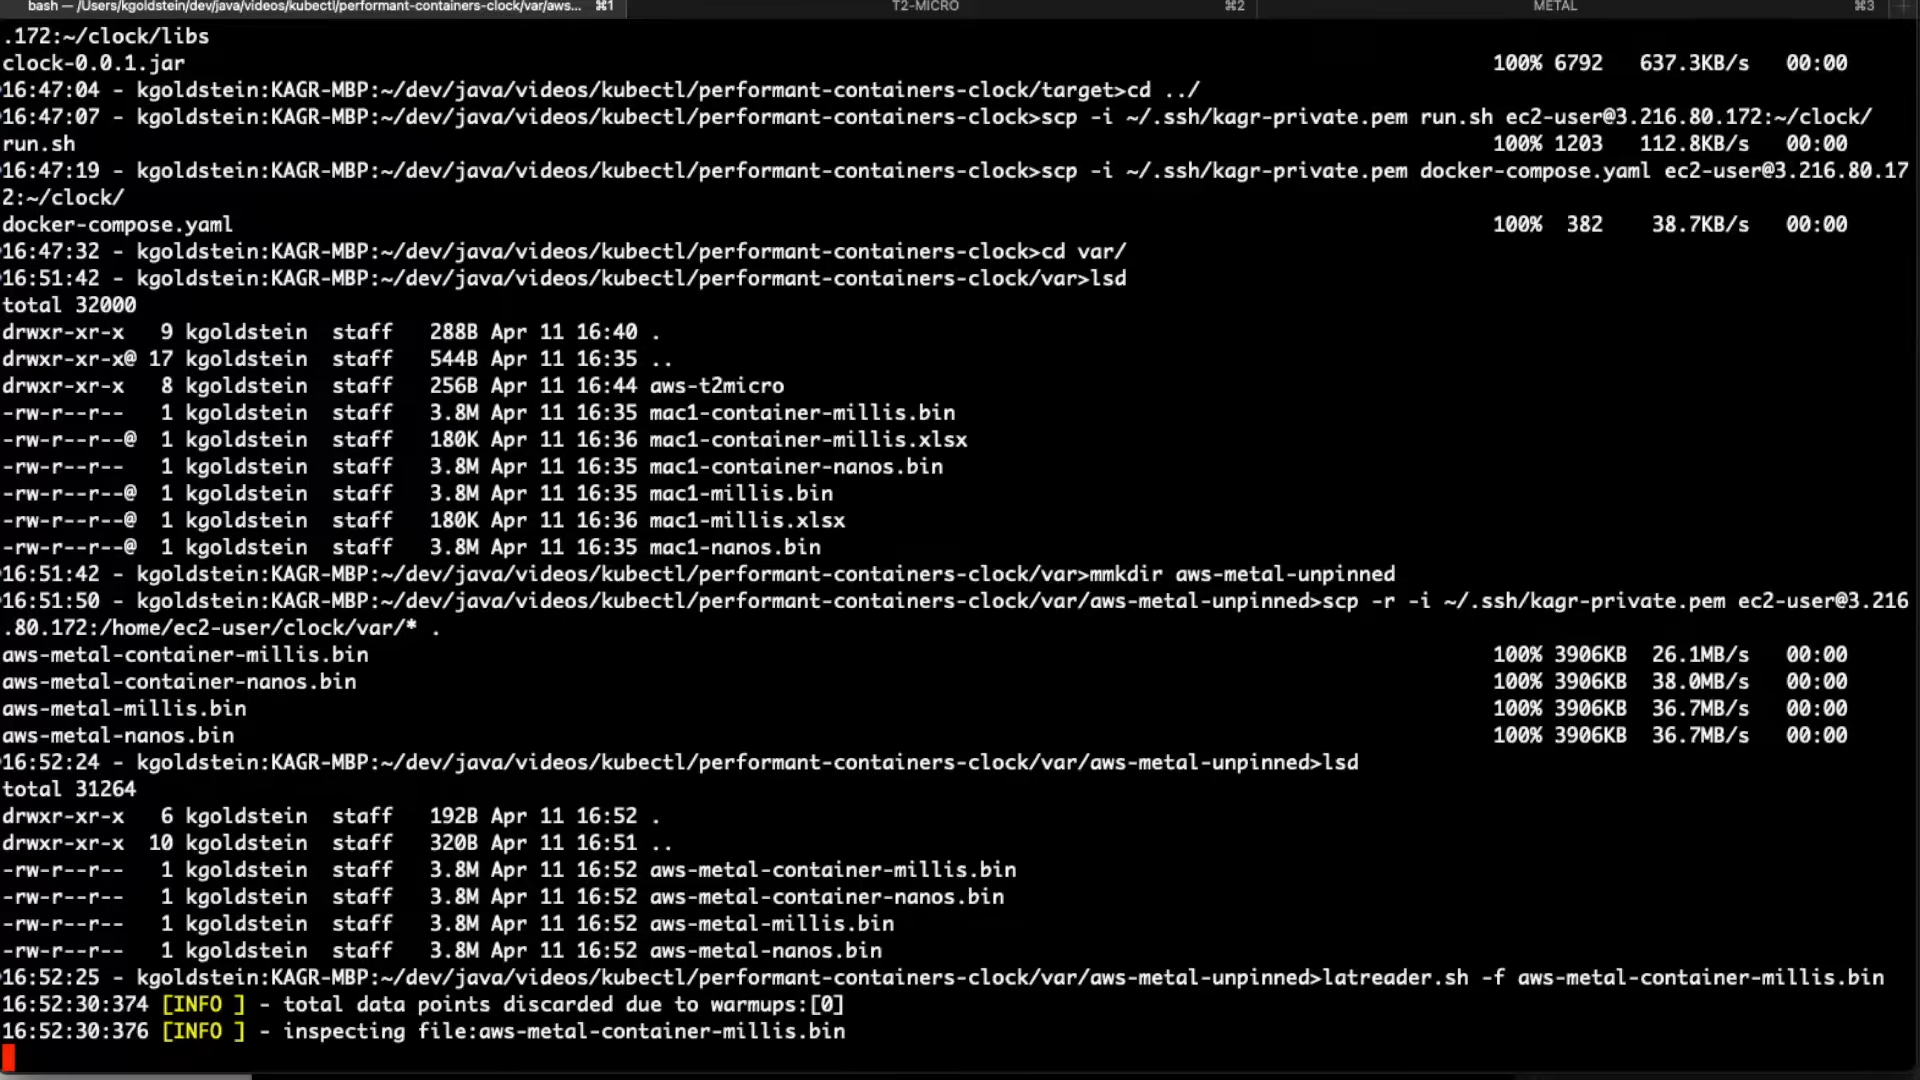 bash — /Users/kgoldstein/dev/java/videos/kubectl/performant-containers-clock/var/aws... ⌘1 T2-MICRO ⌘2 METAL ⌘3
.172:~/clock/libs
clock-0.0.1.jar 100% 6792 637.3KB/s 00:00
16:47:04 - kgoldstein:KAGR-MBP:~/dev/java/videos/kubectl/performant-containers-clock/target>cd ../
16:47:07 - kgoldstein:KAGR-MBP:~/dev/java/videos/kubectl/performant-containers-clock>scp -i ~/.ssh/kagr-private.pem run.sh ec2-user@3.216.80.172:~/clock/
run.sh 100% 1203 112.8KB/s 00:00
16:47:19 - kgoldstein:KAGR-MBP:~/dev/java/videos/kubectl/performant-containers-clock>scp -i ~/.ssh/kagr-private.pem docker-compose.yaml ec2-user@3.216.80.17
2:~/clock/
docker-compose.yaml 100% 382 38.7KB/s 00:00
16:47:32 - kgoldstein:KAGR-MBP:~/dev/java/videos/kubectl/performant-containers-clock>cd var/
16:51:42 - kgoldstein:KAGR-MBP:~/dev/java/videos/kubectl/performant-containers-clock/var>lsd
total 32000
drwxr-xr-x 9 kgoldstein staff 288B Apr 11 16:40 .
drwxr-xr-x@ 17 kgoldstein staff 544B Apr 11 16:35 ..
drwxr-xr-x 8 kgoldstein staff 256B Apr 11 16:44 aws-t2micro
-rw-r--r-- 1 kgoldstein staff 3.8M Apr 11 16:35 mac1-container-millis.bin
-rw-r--r--@ 1 kgoldstein staff 180K Apr 11 16:36 mac1-container-millis.xlsx
-rw-r--r-- 1 kgoldstein staff 3.8M Apr 11 16:35 mac1-container-nanos.bin
-rw-r--r--@ 1 kgoldstein staff 3.8M Apr 11 16:35 mac1-millis.bin
-rw-r--r--@ 1 kgoldstein staff 180K Apr 11 16:36 mac1-millis.xlsx
-rw-r--r--@ 1 kgoldstein staff 3.8M Apr 11 16:35 mac1-nanos.bin
16:51:42 - kgoldstein:KAGR-MBP:~/dev/java/videos/kubectl/performant-containers-clock/var>mmkdir aws-metal-unpinned
16:51:50 - kgoldstein:KAGR-MBP:~/dev/java/videos/kubectl/performant-containers-clock/var/aws-metal-unpinned>scp -r -i ~/.ssh/kagr-private.pem ec2-user@3.216
.80.172:/home/ec2-user/clock/var/* .
aws-metal-container-millis.bin 100% 3906KB 26.1MB/s 00:00
aws-metal-container-nanos.bin 100% 3906KB 38.0MB/s 00:00
aws-metal-millis.bin 100% 3906KB 36.7MB/s 00:00
aws-metal-nanos.bin 100% 3906KB 36.7MB/s 00:00
16:52:24 - kgoldstein:KAGR-MBP:~/dev/java/videos/kubectl/performant-containers-clock/var/aws-metal-unpinned>lsd
total 31264
drwxr-xr-x 6 kgoldstein staff 192B Apr 11 16:52 .
drwxr-xr-x 10 kgoldstein staff 320B Apr 11 16:51 ..
-rw-r--r-- 1 kgoldstein staff 3.8M Apr 11 16:52 aws-metal-container-millis.bin
-rw-r--r-- 1 kgoldstein staff 3.8M Apr 11 16:52 aws-metal-container-nanos.bin
-rw-r--r-- 1 kgoldstein staff 3.8M Apr 11 16:52 aws-metal-millis.bin
-rw-r--r-- 1 kgoldstein staff 3.8M Apr 11 16:52 aws-metal-nanos.bin
16:52:25 - kgoldstein:KAGR-MBP:~/dev/java/videos/kubectl/performant-containers-clock/var/aws-metal-unpinned>latreader.sh -f aws-metal-container-millis.bin
16:52:30:374 [INFO ] - total data points discarded due to warmups:[0]
16:52:30:376 [INFO ] - inspecting file:aws-metal-container-millis.bin